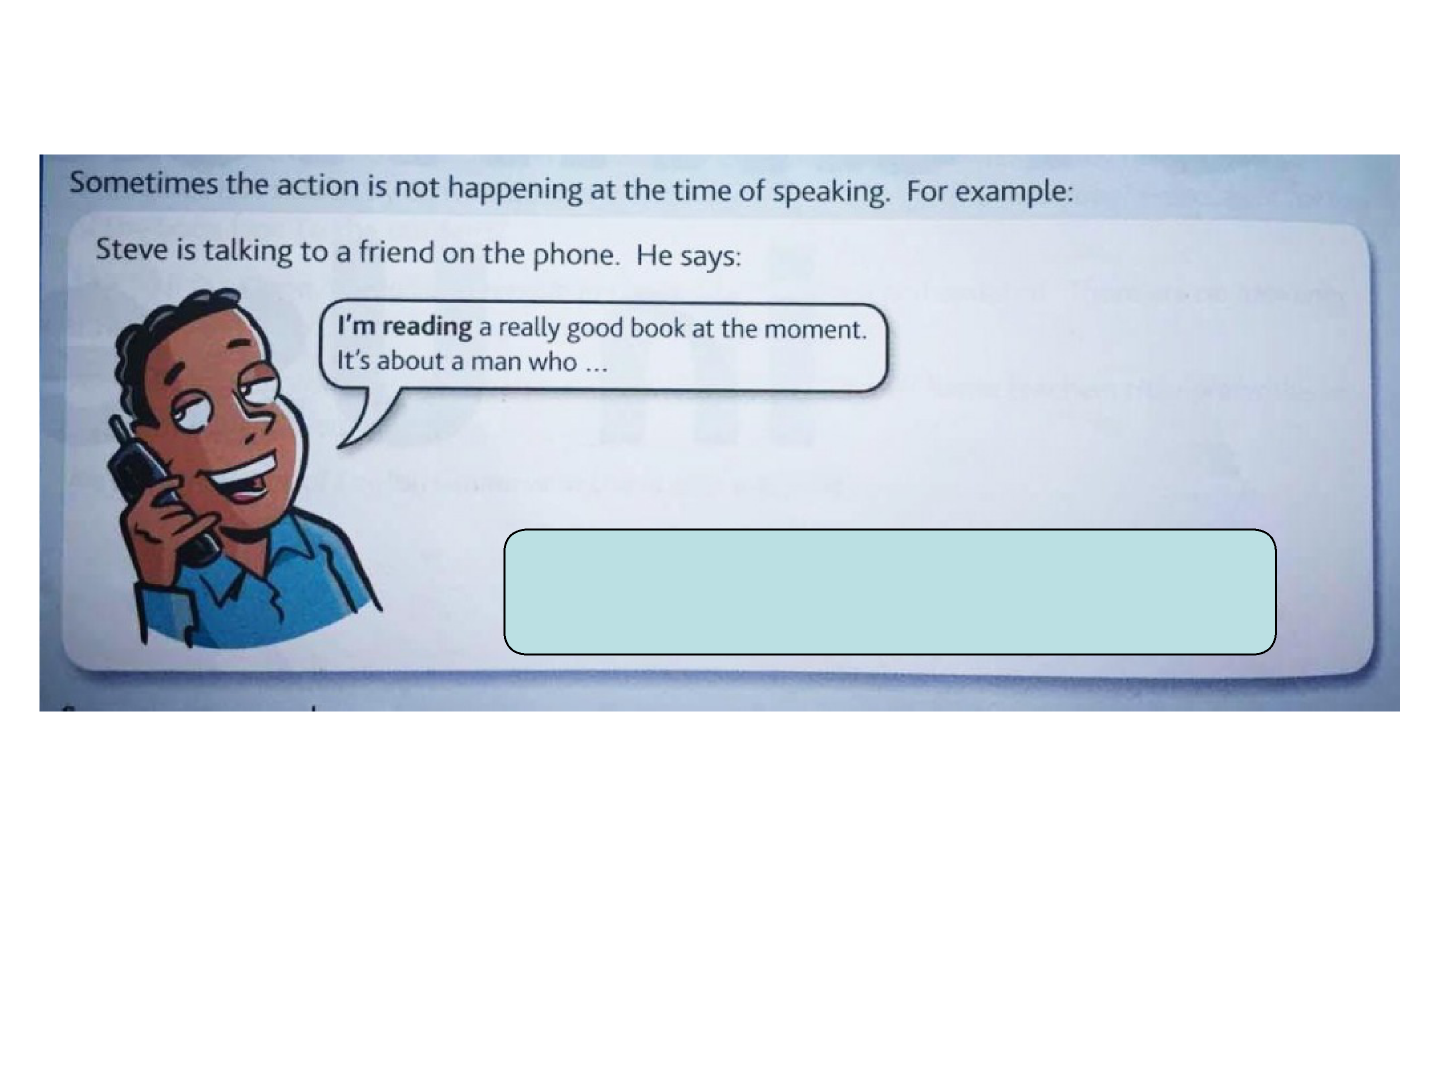 Sometimes the action is not happening at the time of speaking. For example:
Steve is talking to a friend on the phone. He says:
I'm reading a really good book at the moment.
It's about a man who ...